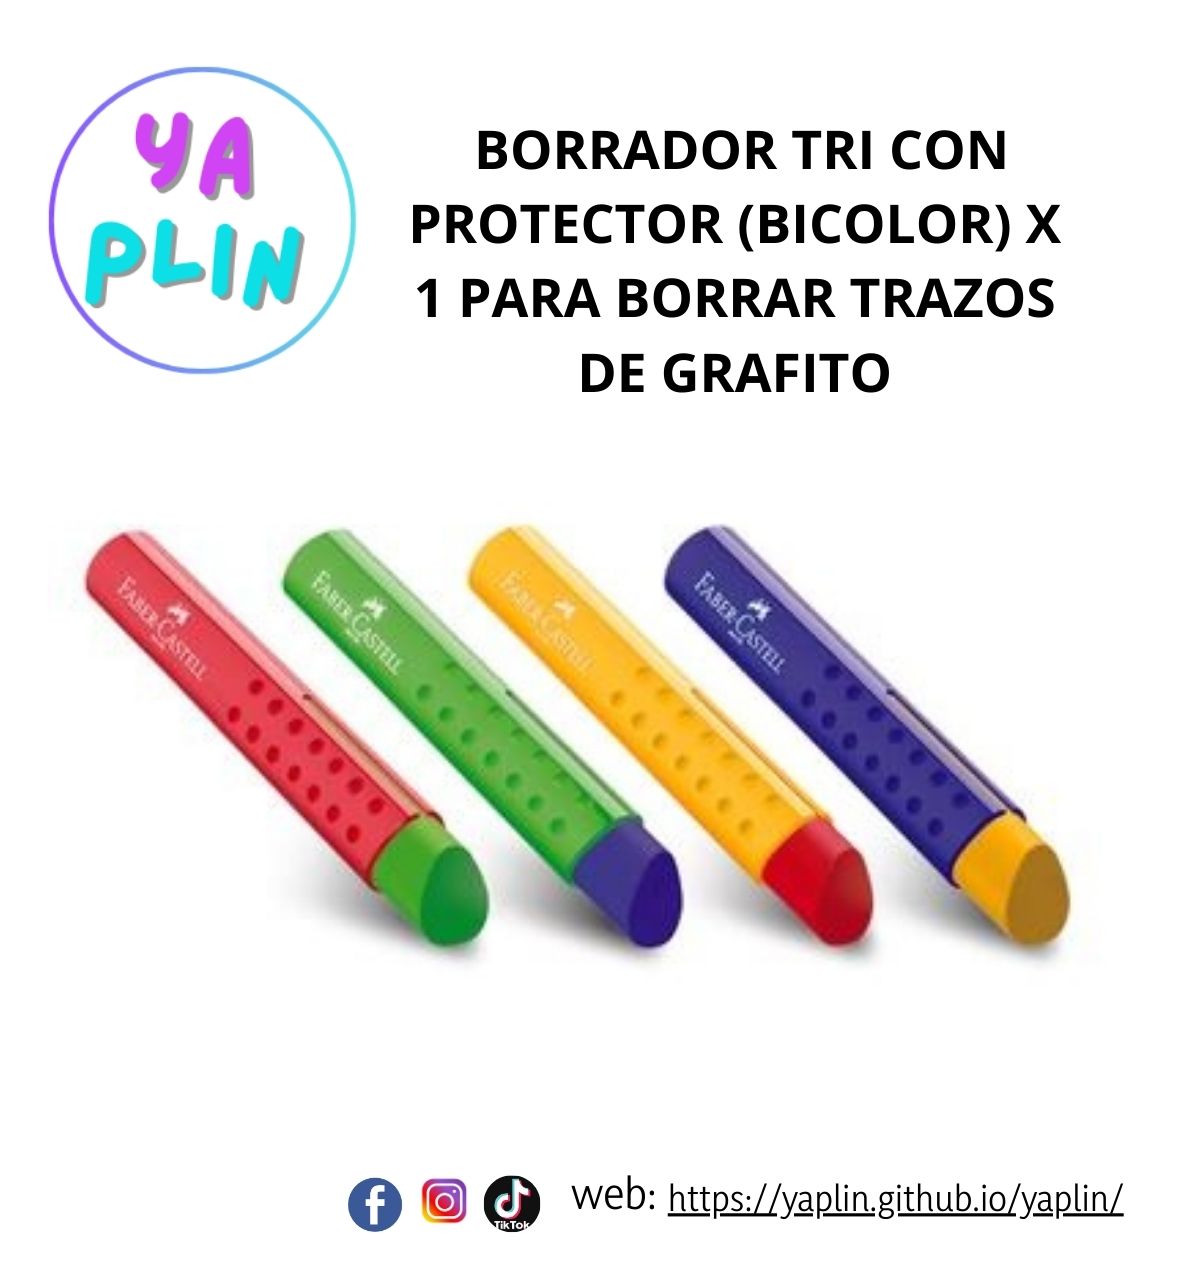 YA
PLIN
BORRADOR TRI CON
PROTECTOR (BICOLOR) X
1 PARA BORRAR TRAZOS
DE GRAFITO
FABER-CASTELL
FABER-CASTELL
FABER-CASTELL
FABER-CASTELL
TikTok
web: https://yaplin.github.io/yaplin/